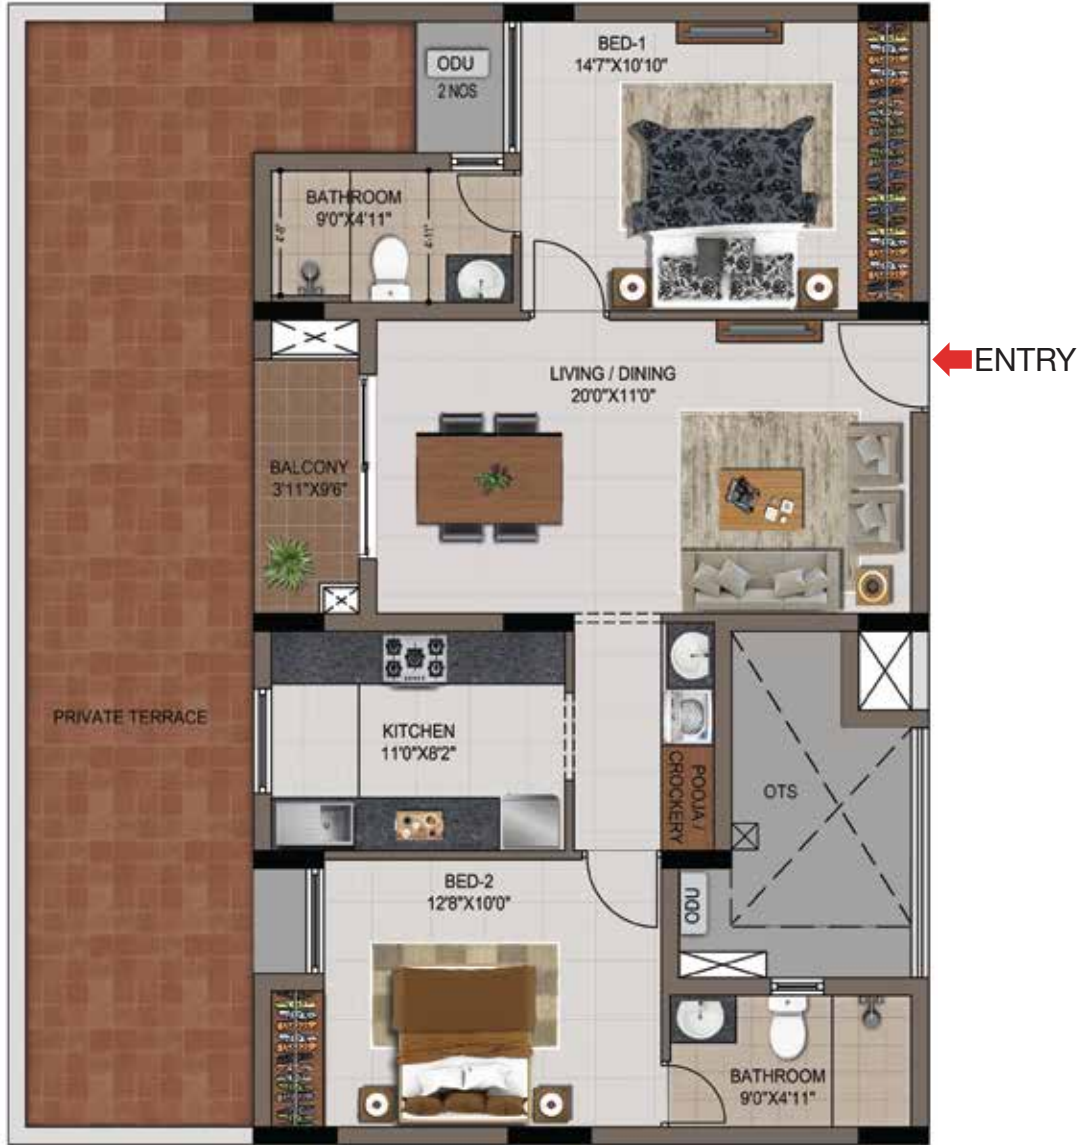 ODU
2 NOS
BED-1
14'7"X10'10"
BATHROOM
9'0"X4'11"
4'-11"
ENTRY
LIVING / DINING
20'0"X11'0"
BALCONY
3'11"X9'6"
PRIVATE TERRACE
KITCHEN
11'0"X8'2"
POOJA /
CROCKERY
OTS
BED-2
12'8"X10'0"
ODU
BATHROOM
9'0"X4'11"